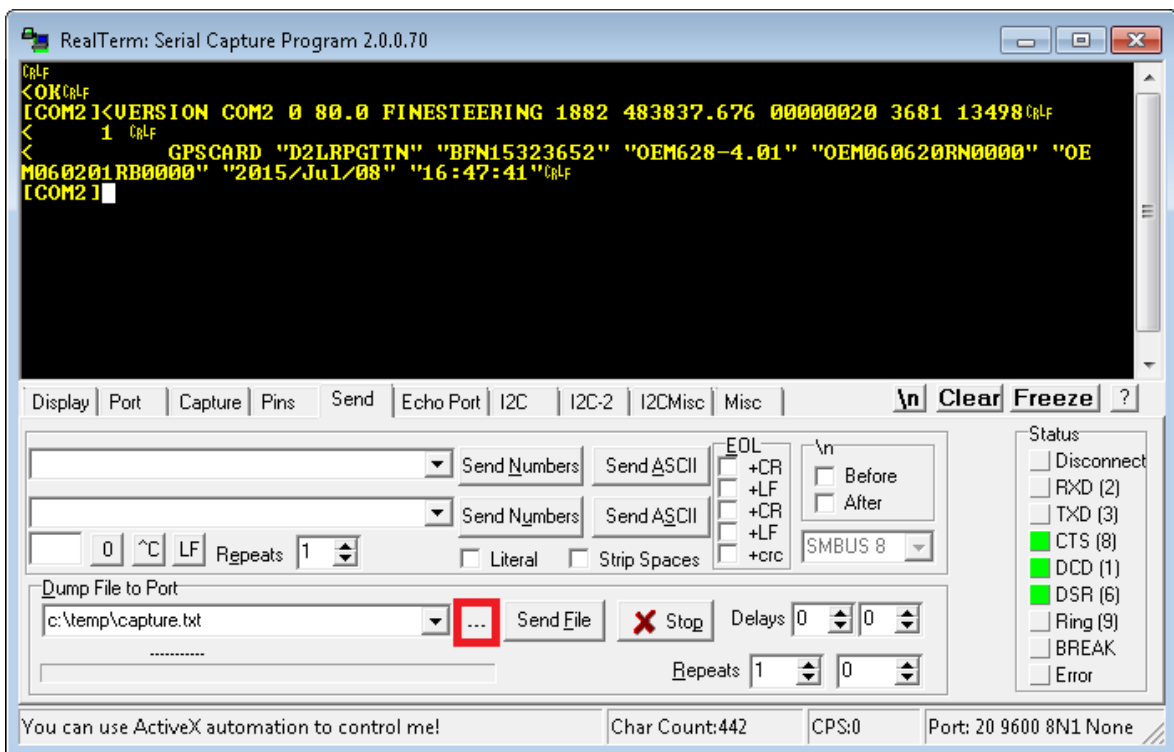 RealTerm: Serial Capture Program 2.0.0.70
CRLF
<OKCRLF
[COM2]<VERSION COM2 0 80.0 FINESTEERING 1882 483837.676 00000020 3681 13498CRLF
< 1 CRLF
< GPSCARD "D2LRPGTTN" "BFN15323652" "OEM628-4.01" "OEM060620RN0000" "OE
M060201RB0000" "2015/Jul/08" "16:47:41"CRLF
[COM2]
Display Port Capture Pins Send Echo Port I2C I2C-2 I2CMisc Misc \n Clear Freeze ?
Send Numbers Send ASCII
Send Numbers Send ASCII
0 ^C LF Repeats 1
Literal Strip Spaces
EOL
+CR
+LF
+CR
+LF
+crc
\n
Before
After
SMBUS 8
Dump File to Port
c:\temp\capture.txt ... Send File Stop Delays 0 0
-----------
Repeats 1 0
Status
Disconnect
RXD (2)
TXD (3)
CTS (8)
DCD (1)
DSR (6)
Ring (9)
BREAK
Error
You can use ActiveX automation to control me! Char Count:442 CPS:0 Port: 20 9600 8N1 None